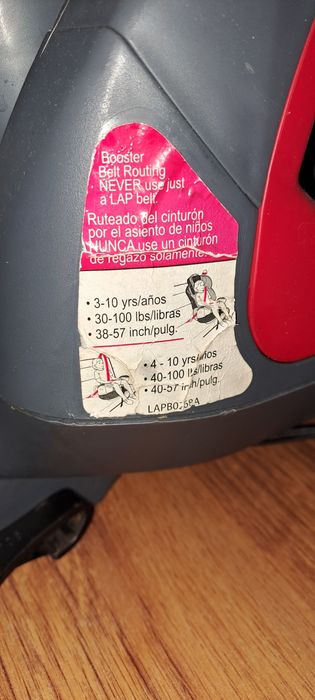 Booster
Belt Routing
NEVER use just
a LAP belt.
Ruteado del cinturón
por el asiento de niños
NUNCA use un cinturón
de regazo solamente.
• 3-10 yrs/años
• 30-100 lbs/libras
• 38-57 inch/pulg.
• 4 - 10 yrs/años
• 40-100 lbs/libras
• 40-57 inch/pulg.